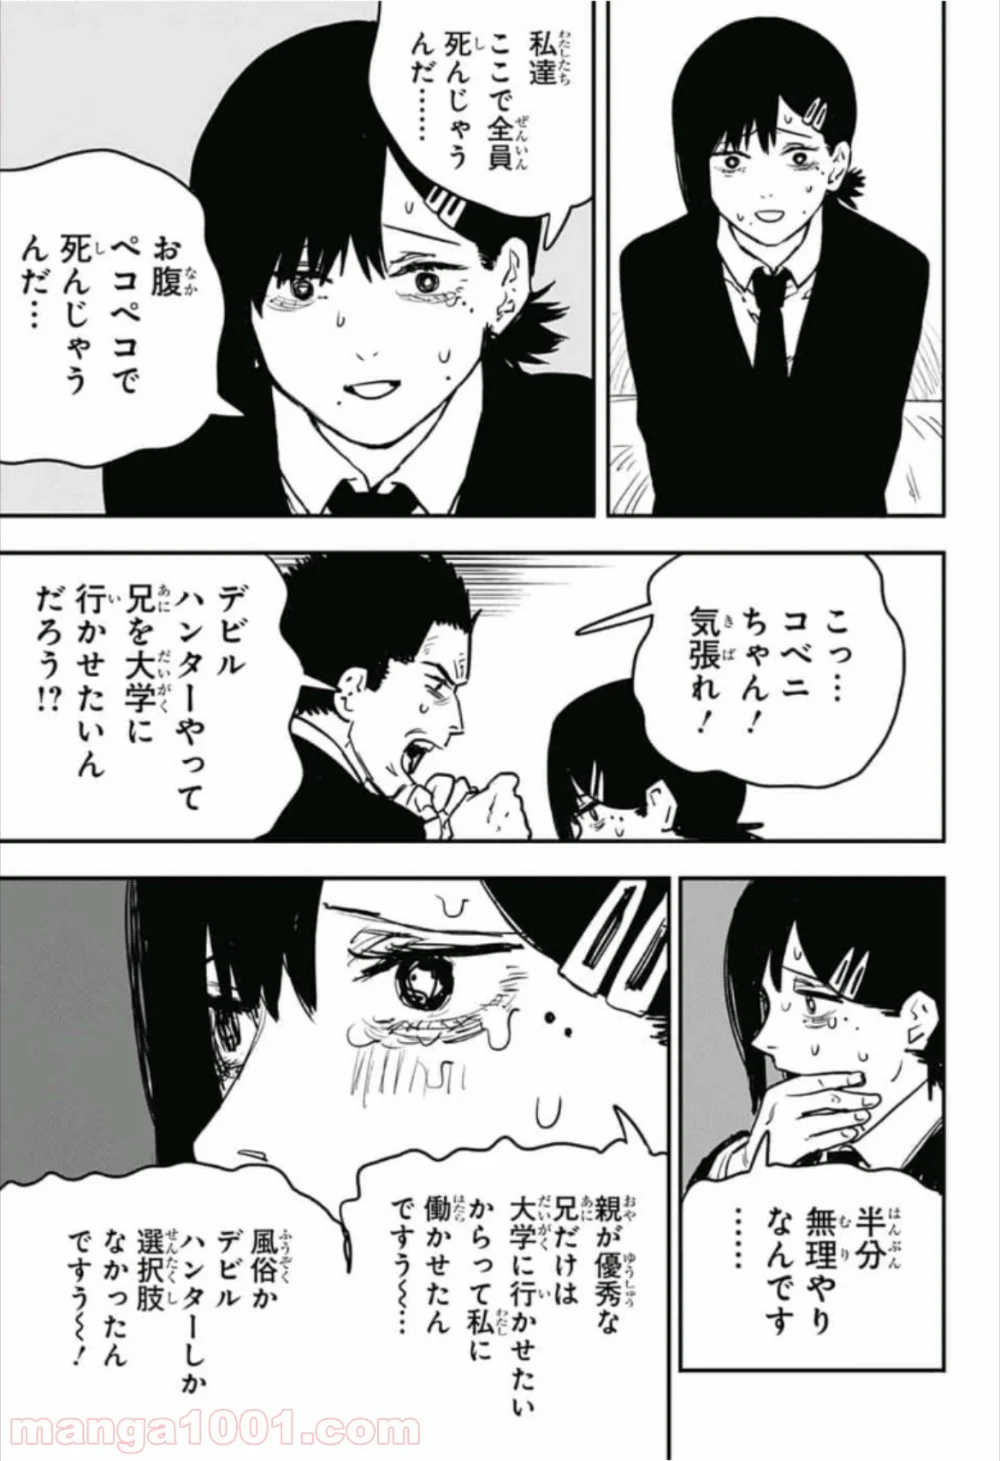 私達
ここで全員
死んじゃう
んだ……
お腹
ペコペコで
死んじゃう
んだ…
こっ…
コベニ
ちゃん！
気張れ！
デビル
ハンターやって
兄を大学に
行かせたいん
だろう!?
半分
無理やり
なんです
……
親が優秀な
兄だけは
大学に行かせたい
からって私に
働かせたん
ですう〜…
風俗か
デビル
ハンターしか
選択肢
なかったん
ですう〜！
manga1001.com